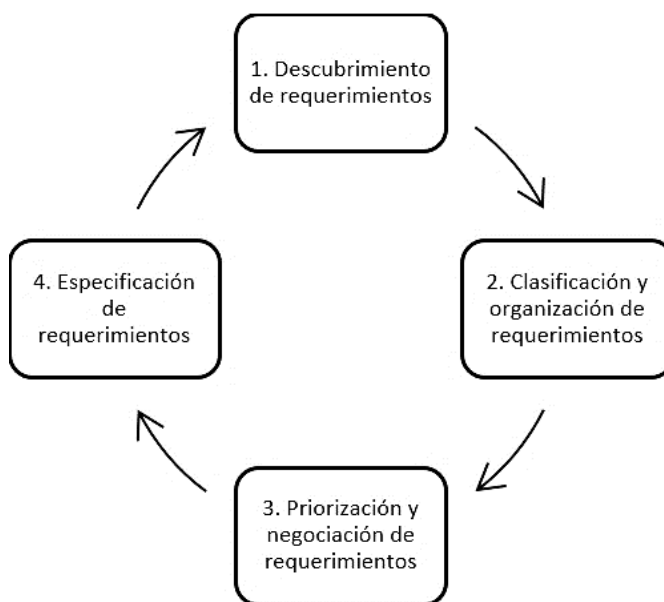 1. Descubrimiento
de requerimientos
2. Clasificación y
organización de
requerimientos
3. Priorización y
negociación de
requerimientos
4. Especificación
de
requerimientos